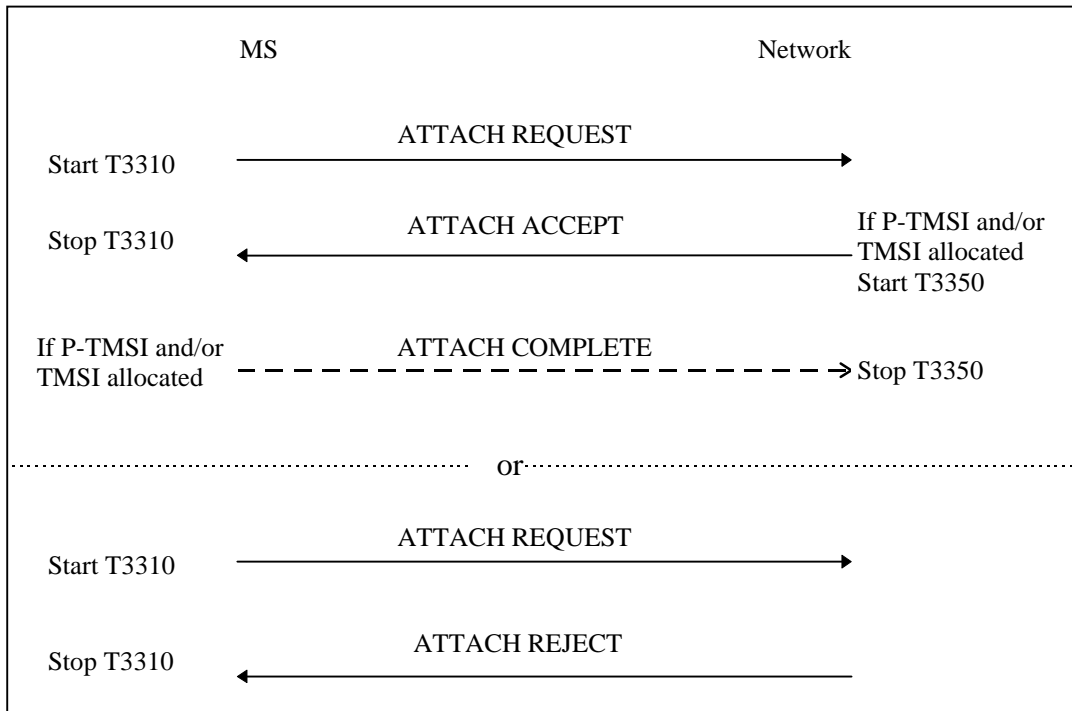 MS
Network
ATTACH REQUEST
Start T3310
ATTACH ACCEPT
Stop T3310
If P-TMSI and/or
TMSI allocated
Start T3350
If P-TMSI and/or
TMSI allocated
ATTACH COMPLETE
Stop T3350
or
ATTACH REQUEST
Start T3310
ATTACH REJECT
Stop T3310